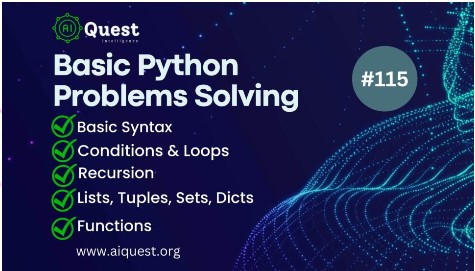 AI Quest
Intelligence
Basic Python
Problems Solving
#115
Basic Syntax
Conditions & Loops
Recursion
Lists, Tuples, Sets, Dicts
Functions
www.aiquest.org